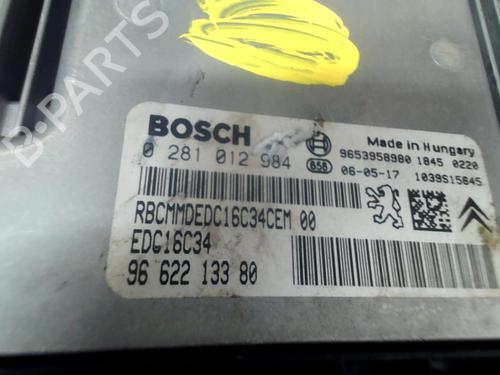 B-PARTS
BOSCH
0 281 012 984
Made in Hungary
9653958980 1845 0220
658 06-05-17 1039S15645
RBCMMDEDC16C34CEM 00
EDC16C34
96 622 133 80